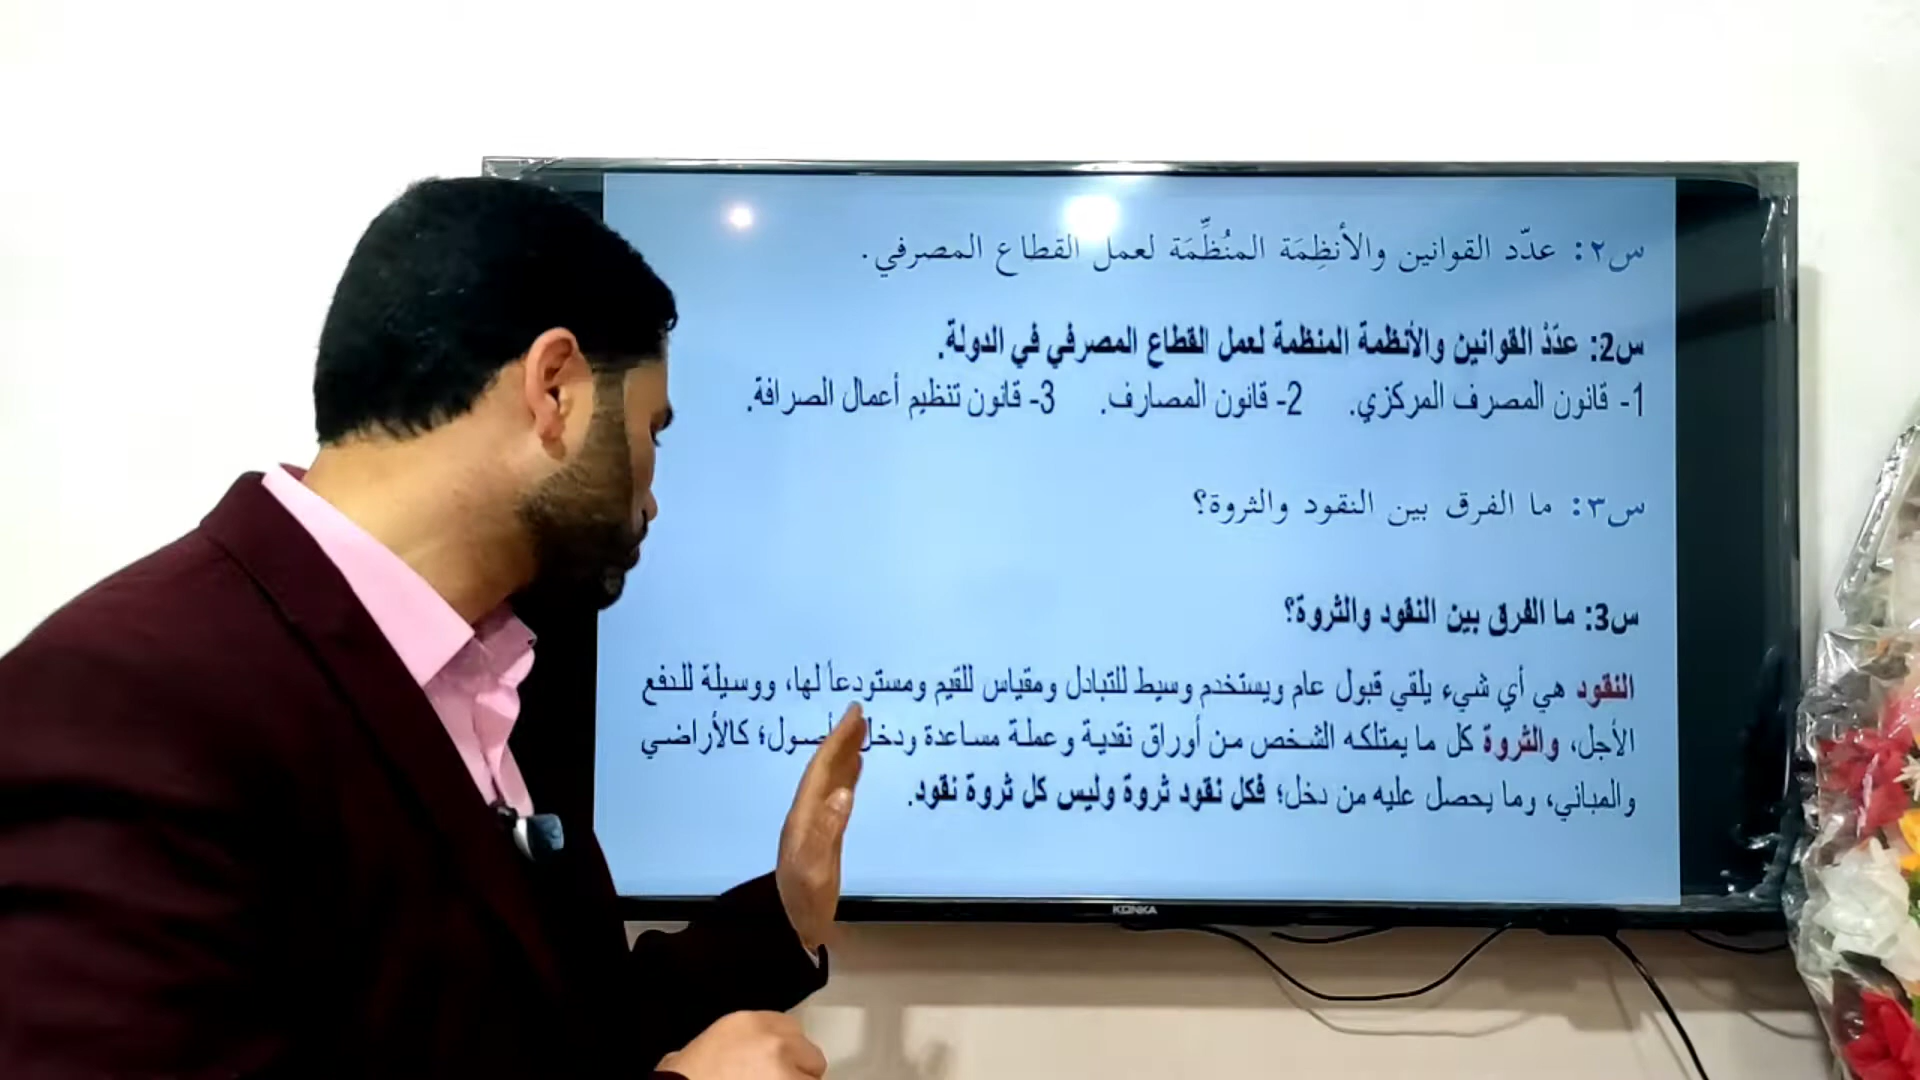 س٢: عدّد القوانين والأنظِمَة المنُظِّمَة لعمل القطاع المصرفي.
س2: عدّدْ القوانين والأنظمة المنظمة لعمل القطاع المصرفي في الدولة.
1- قانون المصرف المركزي. 2- قانون المصارف. 3- قانون تنظيم أعمال الصرافة.
س٣: ما الفرق بين النقود والثروة؟
س3: ما الفرق بين النقود والثروة؟
النقود هي أي شيء يلقي قبول عام ويستخدم وسيط للتبادل ومقياس للقيم ومستودعاً لها، ووسيلة للدفع
الأجل، والثروة كل ما يمتلكه الشخص من أوراق نقدية وعملة مساعدة ودخل؛ كالأراضي
والمباني، وما يحصل عليه من دخل؛ فكل نقود ثروة وليس كل ثروة نقود.
KONKA